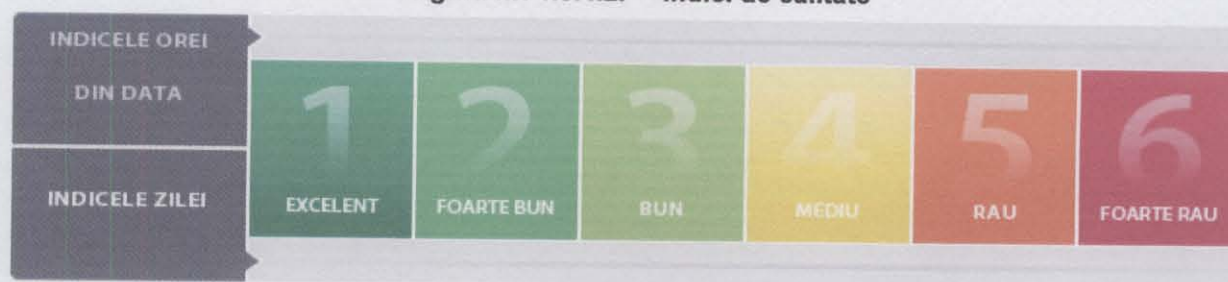 INDICELE OREI
DIN DATA
INDICELE ZILEI
1
EXCELENT
2
FOARTE BUN
3
BUN
4
MEDIU
5
RAU
6
FOARTE RAU